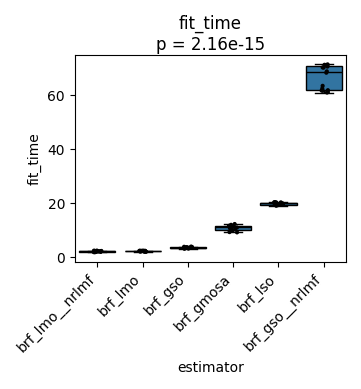 fit_time
p = 2.16e-15
fit_time
60
40
20
0
brf_lmo__nrlmf
brf_lmo
brf_gso
brf_gmosa
brf_lso
brf_gso__nrlmf
estimator